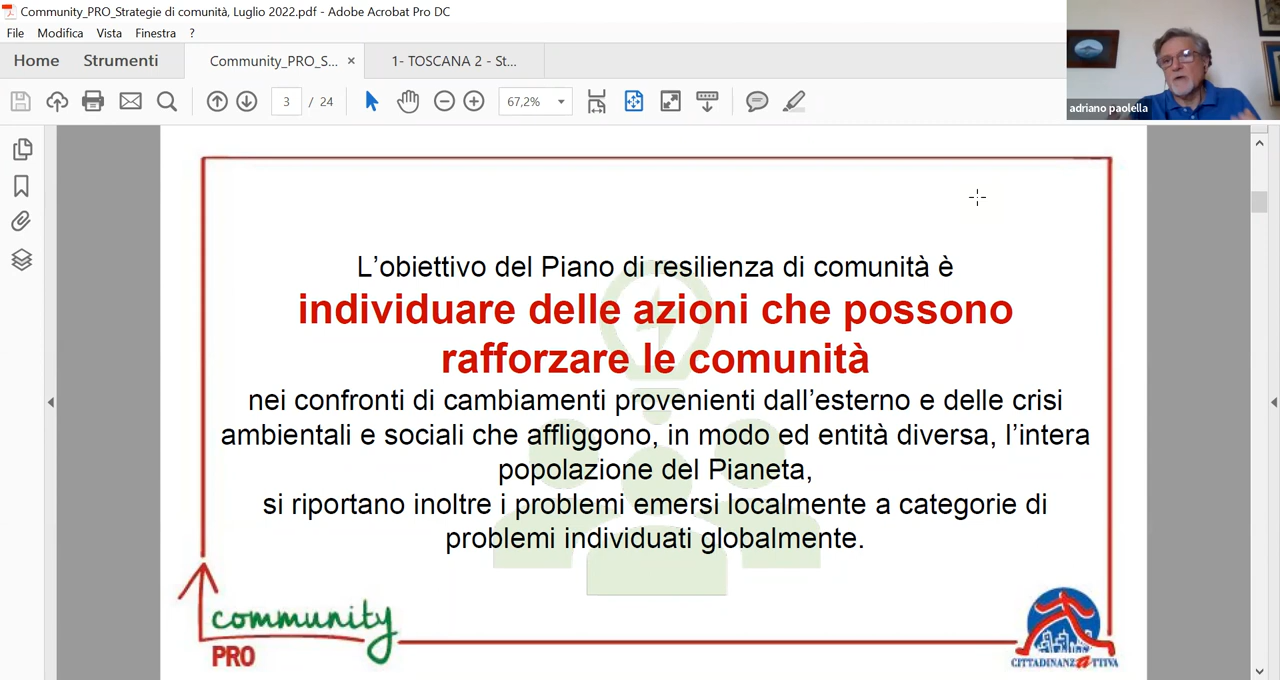 Community_PRO_Strategie di comunità, Luglio 2022.pdf - Adobe Acrobat Pro DC
File Modifica Vista Finestra ?
Home Strumenti Community_PRO_S... × 1- TOSCANA 2 - St...
3 / 24 67,2%
adriano paolella
L’obiettivo del Piano di resilienza di comunità è
individuare delle azioni che possono
rafforzare le comunità
nei confronti di cambiamenti provenienti dall’esterno e delle crisi
ambientali e sociali che affliggono, in modo ed entità diversa, l’intera
popolazione del Pianeta,
si riportano inoltre i problemi emersi localmente a categorie di
problemi individuati globalmente.
community
PRO
CITTADINANZATTIVA